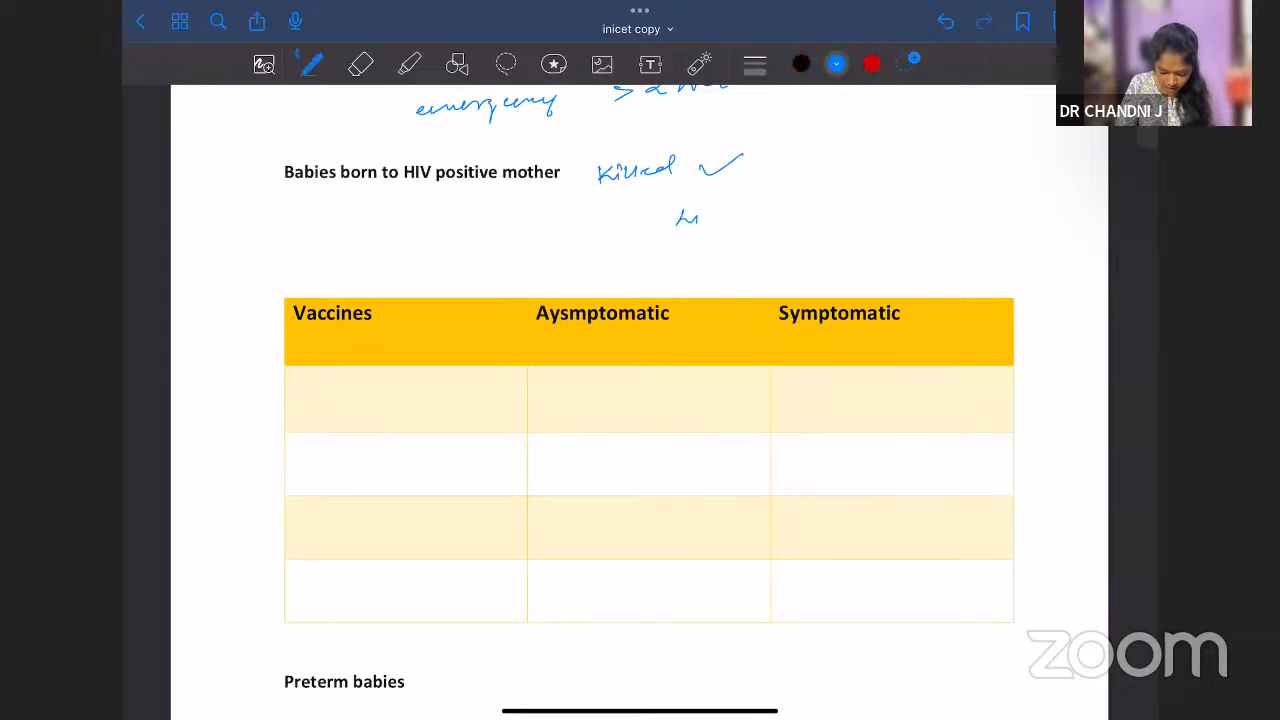 inicet copy
DR CHANDNI J
emergency
Babies born to HIV positive mother killed ✓
Vaccines Aysmptomatic Symptomatic
zoom
Preterm babies